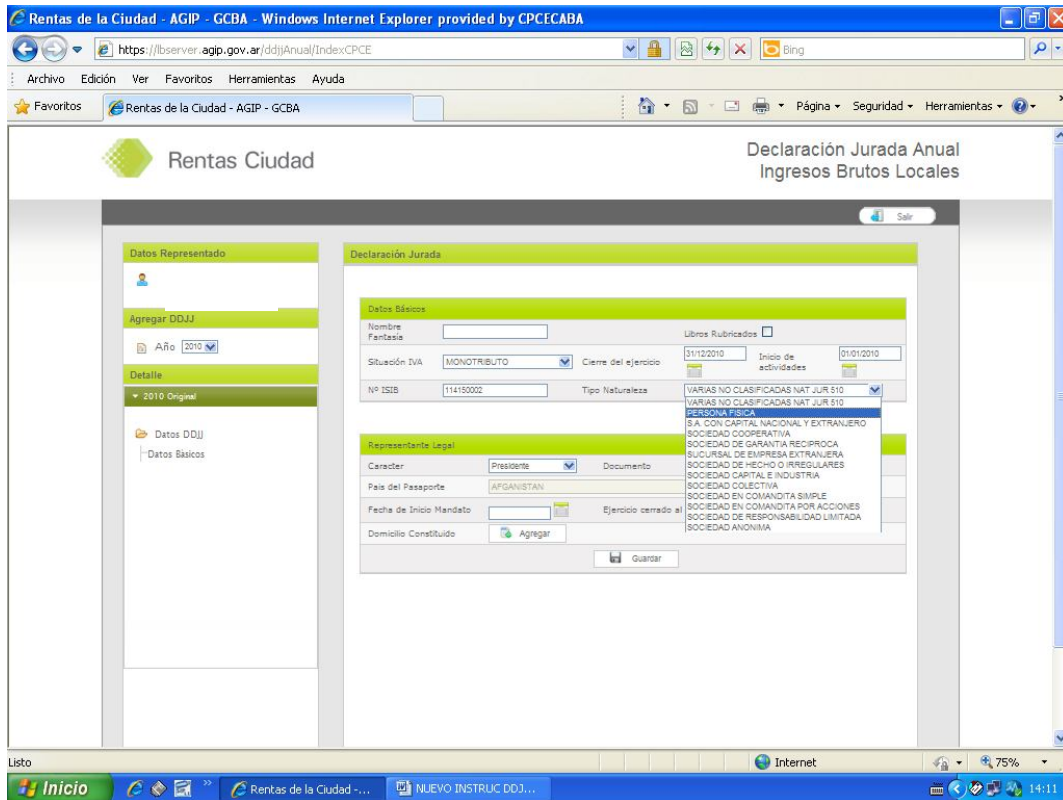 Rentas de la Ciudad - AGIP - GCBA - Windows Internet Explorer provided by CPCECABA
https://lbserver.agip.gov.ar/ddjjAnual/IndexCPCE
Bing
Archivo Edición Ver Favoritos Herramientas Ayuda
Favoritos
Rentas de la Ciudad - AGIP - GCBA
Página
Seguridad
Herramientas
Rentas Ciudad
Declaración Jurada Anual
Ingresos Brutos Locales
Salir
Datos Representado
Agregar DDJJ
Año 2010
Detalle
2010 Original
Datos DDJJ
Datos Básicos
Declaración Jurada
Datos Básicos
Nombre Fantasia
Libros Rubricados
Situación IVA MONOTRIBUTO
Cierre del ejercicio 31/12/2010
Inicio de actividades 01/01/2010
Nº ISIB 114150002
Tipo Naturaleza VARIAS NO CLASIFICADAS NAT JUR 510
VARIAS NO CLASIFICADAS NAT JUR 510
PERSONA FISICA
S.A. CON CAPITAL NACIONAL Y EXTRANJERO
SOCIEDAD COOPERATIVA
SOCIEDAD DE GARANTIA RECIPROCA
SUCURSAL DE EMPRESA EXTRANJERA
SOCIEDAD DE HECHO O IRREGULARES
SOCIEDAD CAPITAL E INDUSTRIA
SOCIEDAD COLECTIVA
SOCIEDAD EN COMANDITA SIMPLE
SOCIEDAD EN COMANDITA POR ACCIONES
SOCIEDAD DE RESPONSABILIDAD LIMITADA
SOCIEDAD ANONIMA
Representante Legal
Caracter Presidente Documento
Pais del Pasaporte AFGANISTAN
Fecha de Inicio Mandato Ejercicio cerrado al
Domicilio Constituído Agregar
Guardar
Listo
Internet
75%
Inicio
Rentas de la Ciudad -...
NUEVO INSTRUC DDJ...
14:11